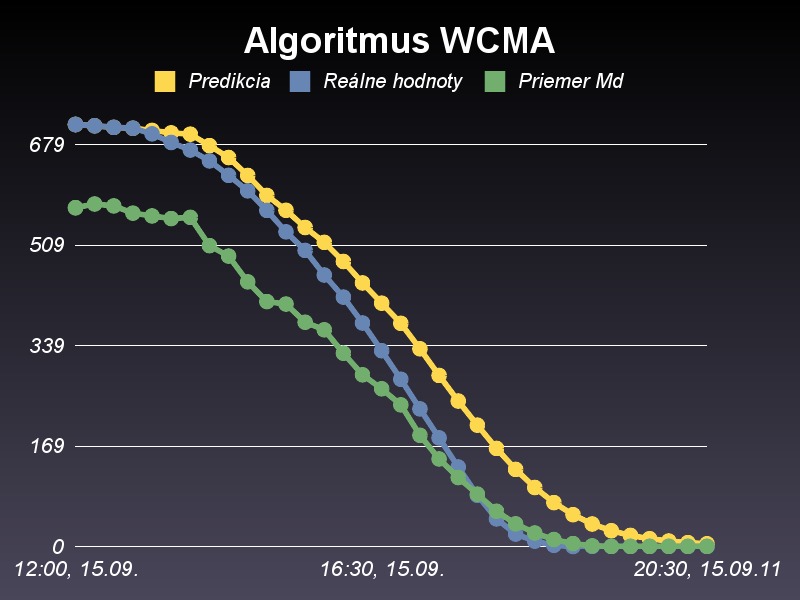 Algoritmus WCMA
Predikcia Reálne hodnoty Priemer Md
679
509
339
169
0
12:00, 15.09. 16:30, 15.09. 20:30, 15.09.11